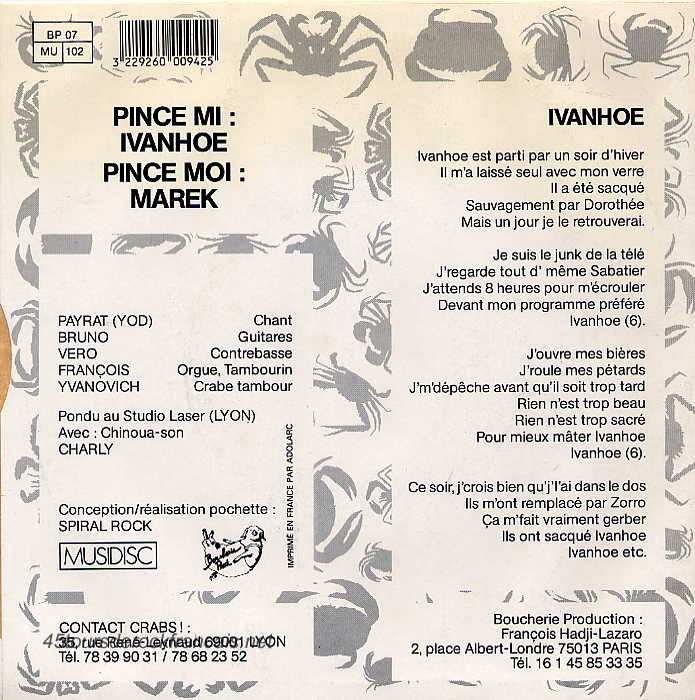 BP 07
MU 102
3 229260 009425
PINCE MI :
IVANHOE
PINCE MOI :
MAREK
PAYRAT (YOD) Chant
BRUNO Guitares
VERO Contrebasse
FRANÇOIS Orgue, Tambourin
YVANOVICH Crabe tambour
Pondu au Studio Laser (LYON)
Avec : Chinoua-son
CHARLY
Conception/réalisation pochette :
SPIRAL ROCK
MUSIDISC
IMPRIMÉ EN FRANCE PAR ADOLARC
CONTACT CRABS! :
35, rue René Leynaud 69001 LYON
Tél. 78 39 90 31 / 78 68 23 52
IVANHOE
Ivanhoe est parti par un soir d'hiver
Il m'a laissé seul avec mon verre
Il a été sacqué
Sauvagement par Dorothée
Mais un jour je le retrouverai.
Je suis le junk de la télé
J'regarde tout d' même Sabatier
J'attends 8 heures pour m'écrouler
Devant mon programme préféré
Ivanhoe (6).
J'ouvre mes bières
J'roule mes pétards
J'm'dépêche avant qu'il soit trop tard
Rien n'est trop beau
Rien n'est trop sacré
Pour mieux mâter Ivanhoe
Ivanhoe (6).
Ce soir, j'crois bien qu'j'l'ai dans le dos
Ils m'ont remplacé par Zorro
Ça m'fait vraiment gerber
Ils ont sacqué Ivanhoe
Ivanhoe etc.
Boucherie Production :
François Hadji-Lazaro
2, place Albert-Londre 75013 PARIS
Tél. 16 1 45 85 33 35